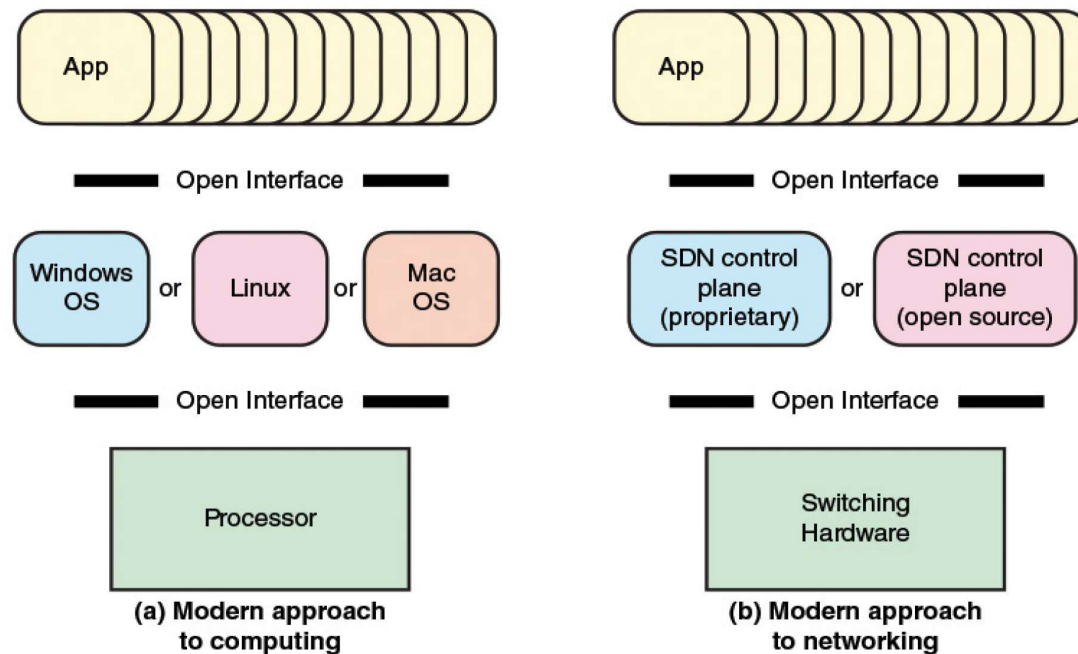 App
Open Interface
Windows
OS
or
Linux
or
Mac
OS
Open Interface
Processor
(a) Modern approach
to computing
App
Open Interface
SDN control
plane
(proprietary)
or
SDN control
plane
(open source)
Open Interface
Switching
Hardware
(b) Modern approach
to networking